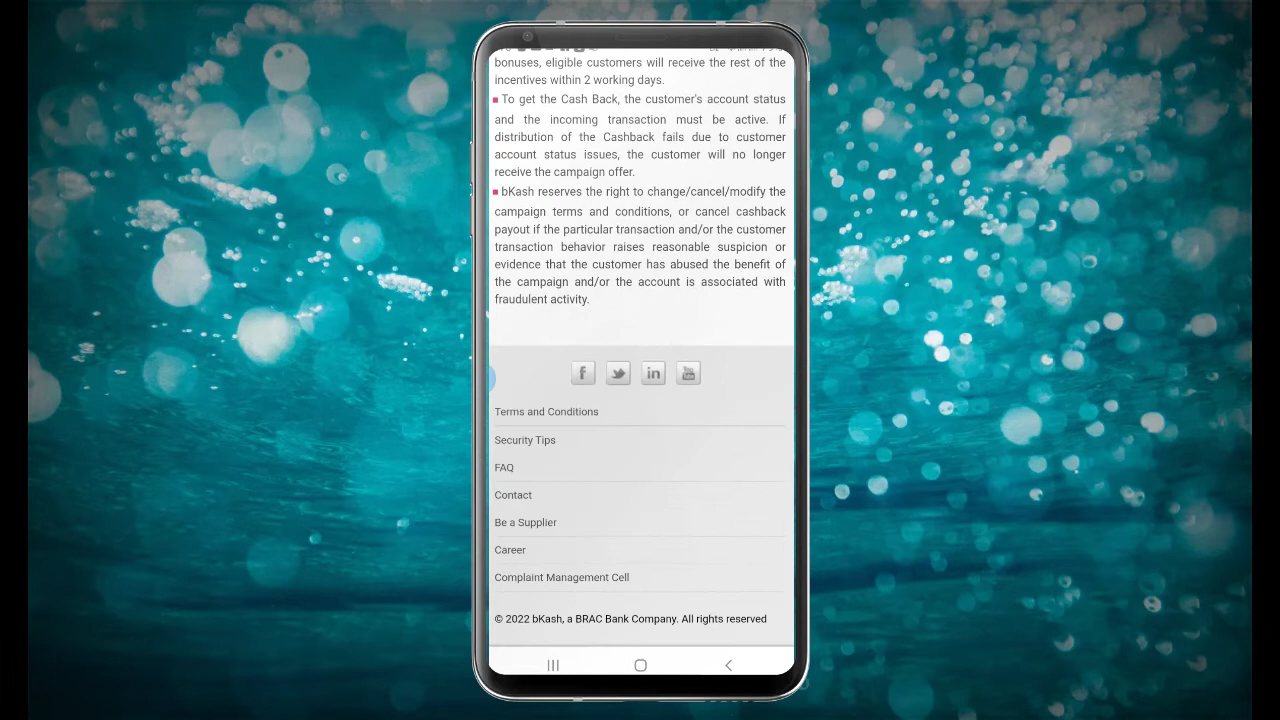 bonuses, eligible customers will receive the rest of the
incentives within 2 working days.
To get the Cash Back, the customer's account status
and the incoming transaction must be active. If
distribution of the Cashback fails due to customer
account status issues, the customer will no longer
receive the campaign offer.
bKash reserves the right to change/cancel/modify the
campaign terms and conditions, or cancel cashback
payout if the particular transaction and/or the customer
transaction behavior raises reasonable suspicion or
evidence that the customer has abused the benefit of
the campaign and/or the account is associated with
fraudulent activity.
Terms and Conditions
Security Tips
FAQ
Contact
Be a Supplier
Career
Complaint Management Cell
© 2022 bKash, a BRAC Bank Company. All rights reserved